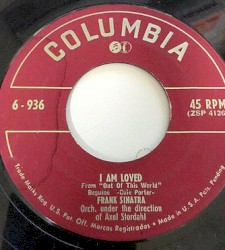 COLUMBIA
6-936
45 RPM
(ZSP 4126
I AM LOVED
From "Out Of This World"
Beguine -Cole Porter-
FRANK SINATRA
Orch. under the direction
of Axel Stordahl
Trade Marks Reg. U.S. Pat. Off. Marcas Registradas • Made in U.S.A. Pats. Pending